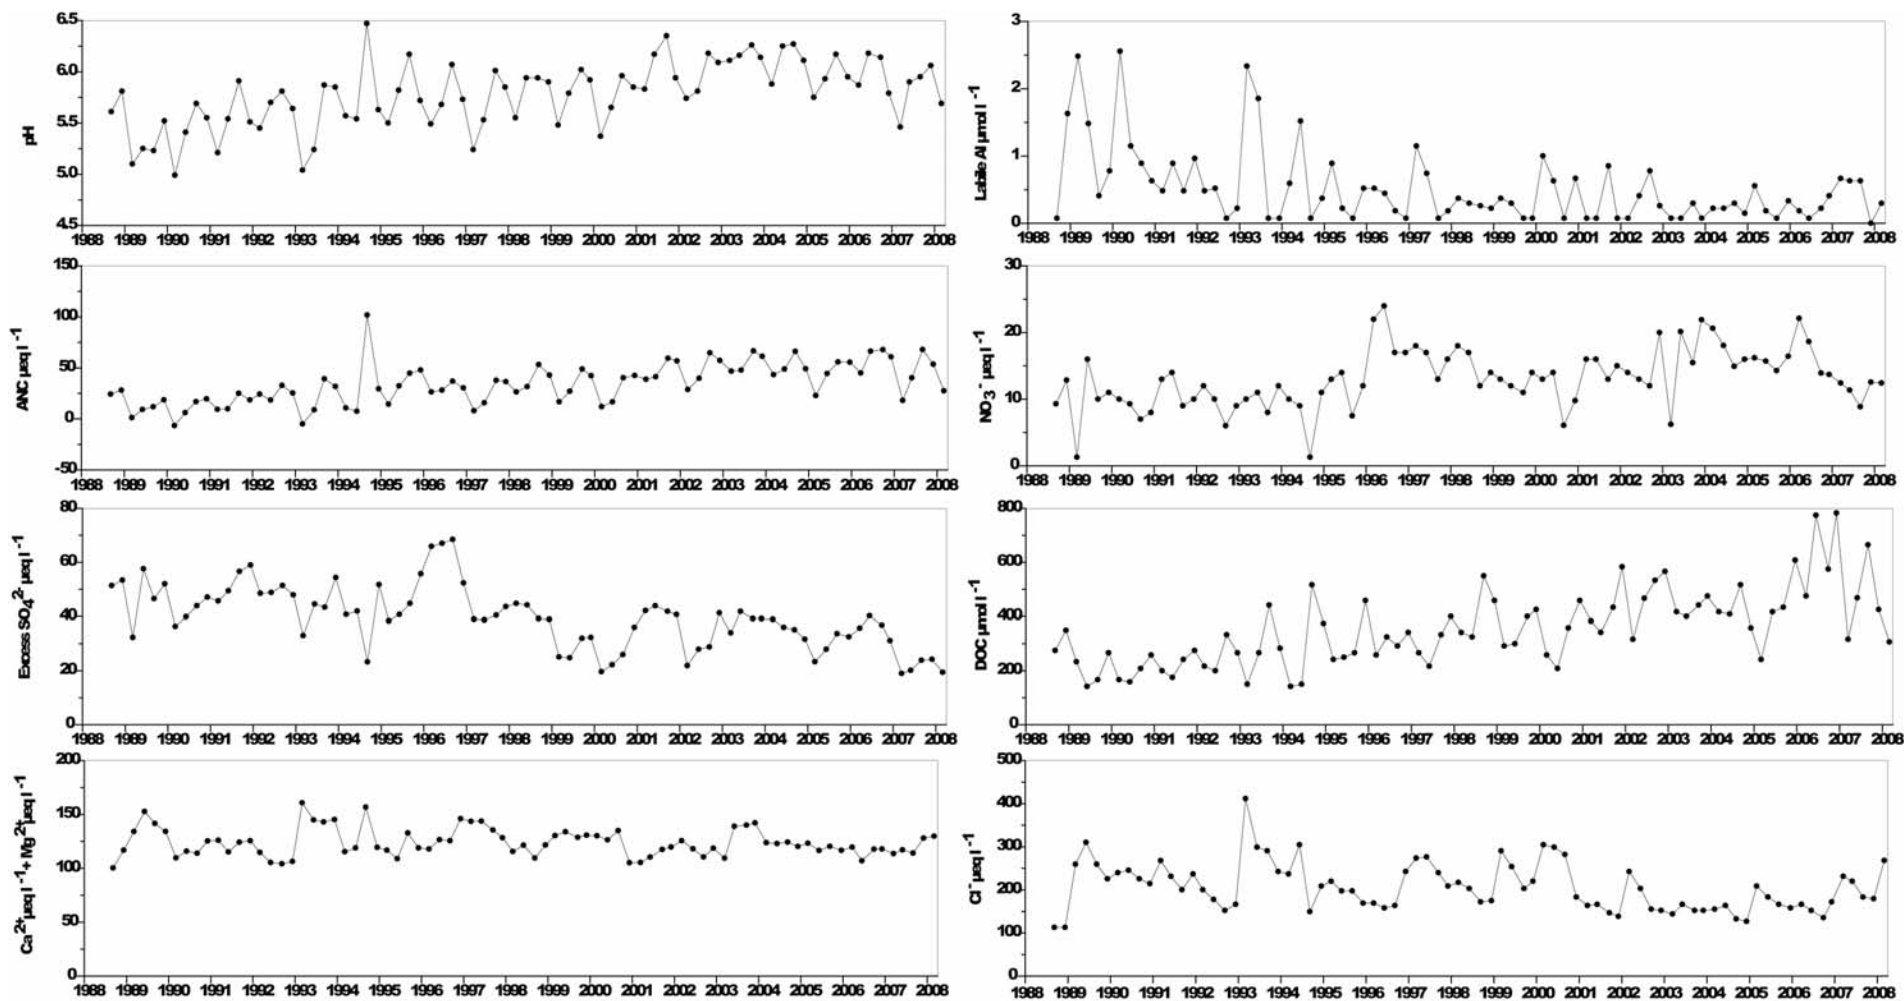 pH
6.5
6.0
5.5
5.0
4.5
1988 1989 1990 1991 1992 1993 1994 1995 1996 1997 1998 1999 2000 2001 2002 2003 2004 2005 2006 2007 2008
Labile Al µmol l⁻¹
3
2
1
0
1988 1989 1990 1991 1992 1993 1994 1995 1996 1997 1998 1999 2000 2001 2002 2003 2004 2005 2006 2007 2008
ANC µeq l⁻¹
150
100
50
0
-50
1988 1989 1990 1991 1992 1993 1994 1995 1996 1997 1998 1999 2000 2001 2002 2003 2004 2005 2006 2007 2008
NO₃⁻ µeq l⁻¹
30
20
10
0
1988 1989 1990 1991 1992 1993 1994 1995 1996 1997 1998 1999 2000 2001 2002 2003 2004 2005 2006 2007 2008
Excess SO₄²⁻ µeq l⁻¹
80
60
40
20
0
1988 1989 1990 1991 1992 1993 1994 1995 1996 1997 1998 1999 2000 2001 2002 2003 2004 2005 2006 2007 2008
DOC µmol l⁻¹
800
600
400
200
0
1988 1989 1990 1991 1992 1993 1994 1995 1996 1997 1998 1999 2000 2001 2002 2003 2004 2005 2006 2007 2008
Ca²⁺µeq l⁻¹+ Mg²⁺µeq l⁻¹
200
150
100
50
0
1988 1989 1990 1991 1992 1993 1994 1995 1996 1997 1998 1999 2000 2001 2002 2003 2004 2005 2006 2007 2008
Cl⁻ µeq l⁻¹
500
400
300
200
100
0
1988 1989 1990 1991 1992 1993 1994 1995 1996 1997 1998 1999 2000 2001 2002 2003 2004 2005 2006 2007 2008